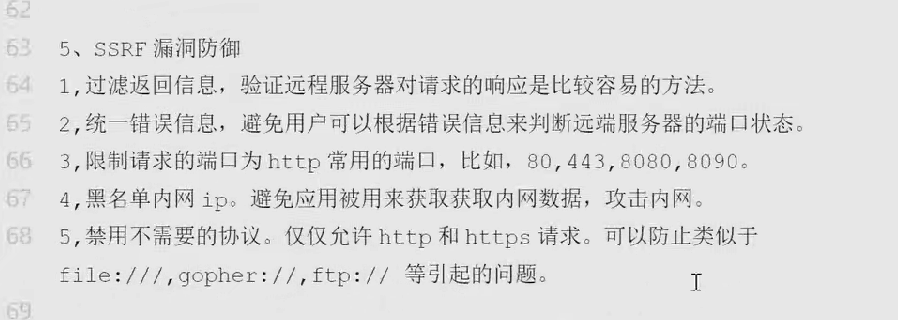 62
63 5、SSRF 漏洞防御
64 1,过滤返回信息，验证远程服务器对请求的响应是比较容易的方法。
65 2,统一错误信息，避免用户可以根据错误信息来判断远端服务器的端口状态。
66 3,限制请求的端口为http 常用的端口，比如，80,443,8080,8090。
67 4,黑名单内网 ip。避免应用被用来获取获取内网数据，攻击内网。
68 5,禁用不需要的协议。仅仅允许 http 和 https 请求。可以防止类似于
file:///,gopher://,ftp:// 等引起的问题。
69